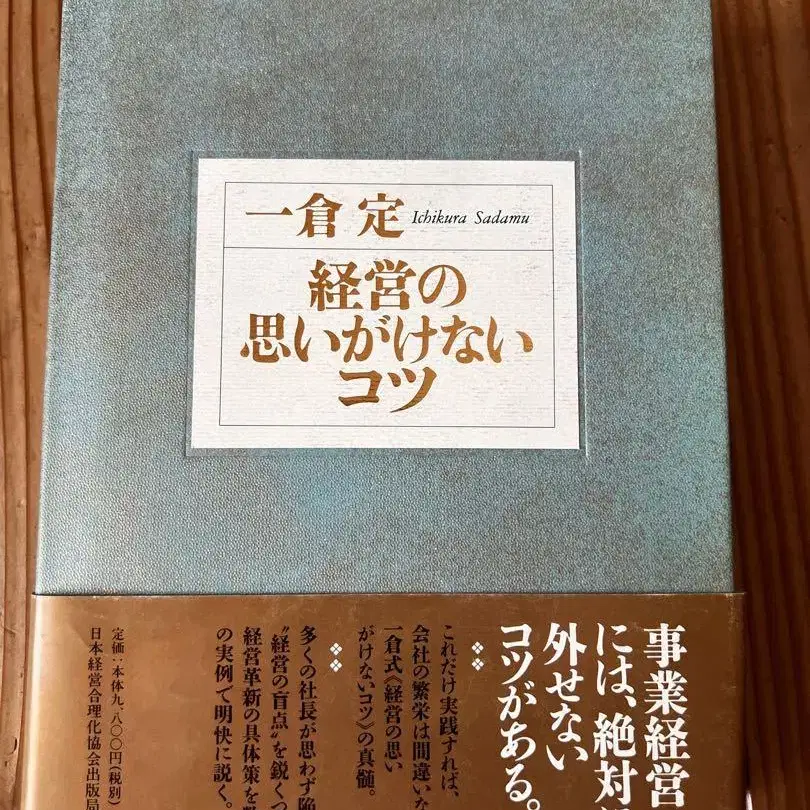 一倉 定 Ichikura Sadamu
経営の
思いがけない
コツ
事業経営
には、絶対
外せない
コツがある。
これだけ実践すれば、
会社の繁栄は間違いな
一倉式《経営の思い
がけないコツ》の真髄。
多くの社長が思わず陥
“経営の盲点”を鋭くつ
経営革新の具体策を
の実例で明快に説く。
定価:本体九、八〇〇円(税別)
日本経営合理化協会出版局